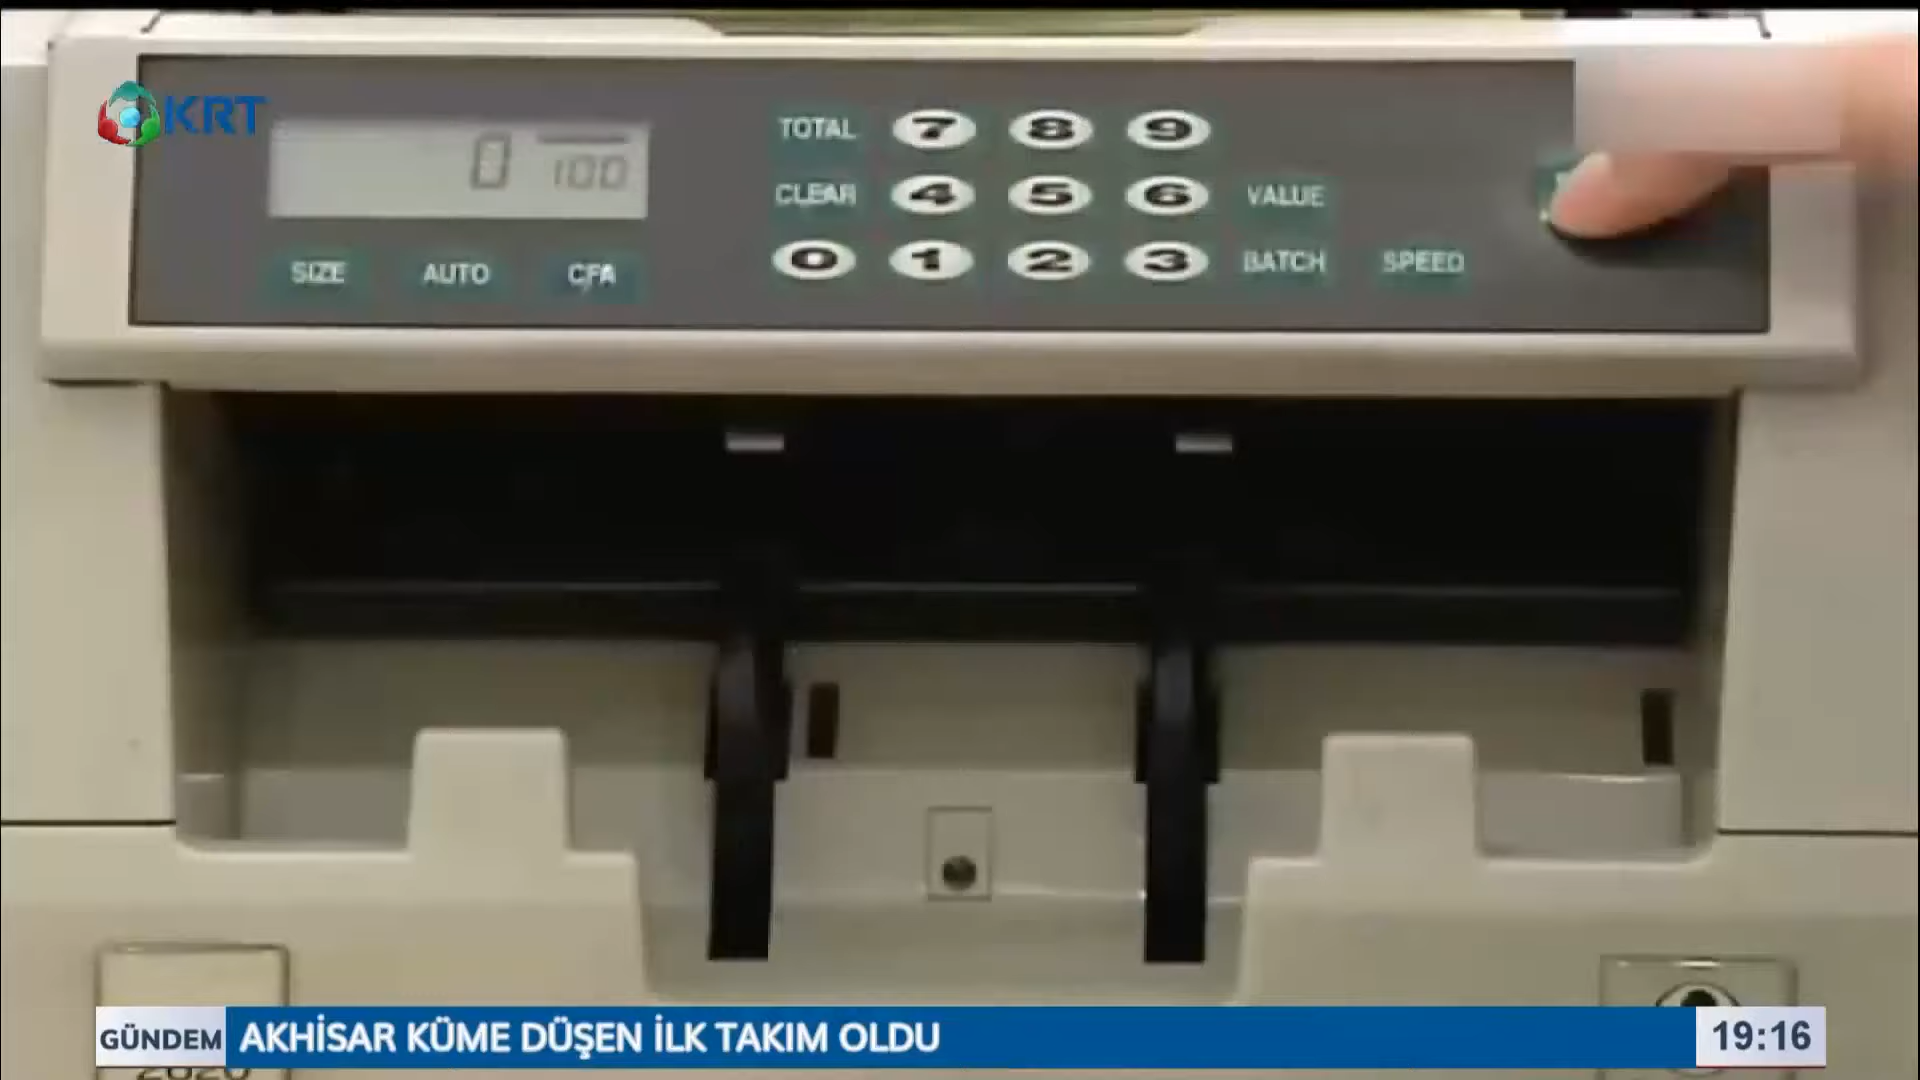 KRT
0 100
TOTAL 7 8 9
CLEAR 4 5 6 VALUE
0 1 2 3 BATCH SPEED
SIZE AUTO CFA
GÜNDEM AKHİSAR KÜME DÜŞEN İLK TAKIM OLDU 19:16
2020